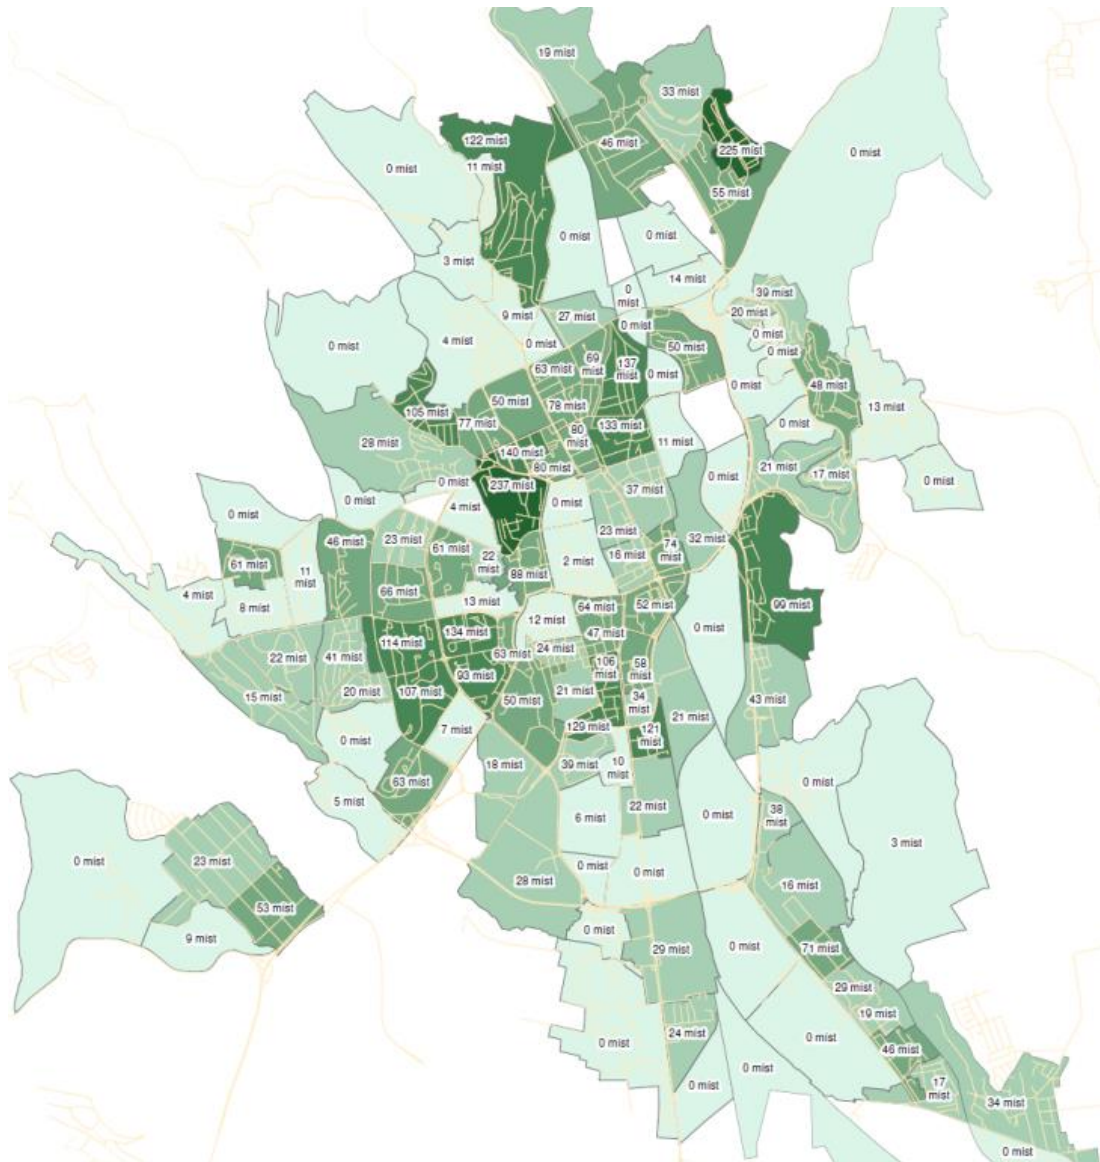 19 mist
33 mist
122 mist
46 mist
225 mist
0 mist
11 mist
0 mist
55 mist
0 mist
0 mist
3 mist
14 mist
0
mist
39 mist
9 mist
27 mist
20 mist
0 mist
0 mist
0 mist
4 mist
0 mist
50 mist
0 mist
69
mist
137
mist
63 mist
0 mist
0 mist
48 mist
105 mist
50 mist
78 mist
13 mist
77 mist
80
mist
133 mist
0 mist
28 mist
11 mist
140 mist
80 mist
21 mist
17 mist
0 mist
237 mist
37 mist
0 mist
0 mist
0 mist
4 mist
0 mist
0 mist
46 mist
23 mist
61 mist
23 mist
32 mist
22
mist
16 mist
74
mist
61 mist
11
mist
2 mist
88 mist
4 mist
8 mist
66 mist
13 mist
64 mist
52 mist
99 mist
12 mist
0 mist
114 mist
134 mist
47 mist
22 mist
41 mist
63 mist
24 mist
106
mist
58
mist
93 mist
15 mist
20 mist
107 mist
50 mist
21 mist
34
mist
43 mist
21 mist
0 mist
7 mist
129 mist
121
mist
18 mist
39 mist
10
mist
63 mist
0 mist
5 mist
22 mist
6 mist
0 mist
38
mist
3 mist
0 mist
23 mist
0 mist
0 mist
28 mist
16 mist
53 mist
9 mist
0 mist
29 mist
0 mist
71 mist
29 mist
19 mist
24 mist
0 mist
0 mist
46 mist
0 mist
0 mist
17
mist
34 mist
0 mist